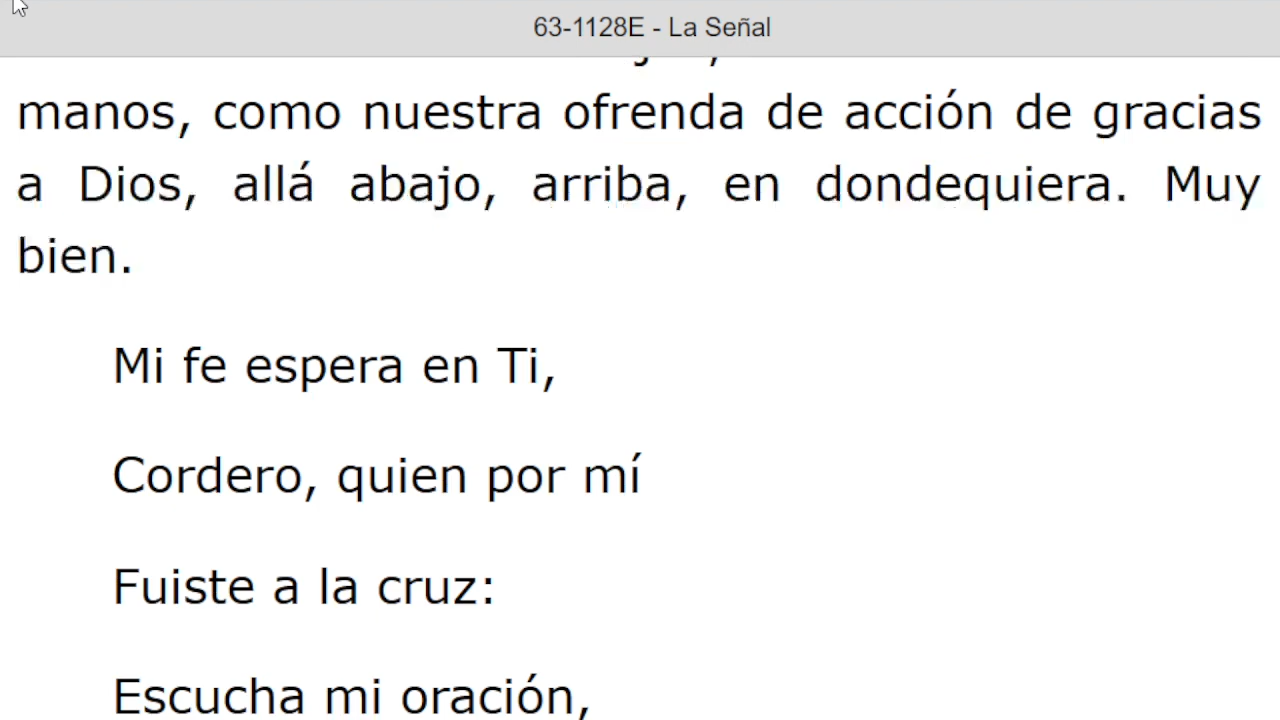 63-1128E - La Señal
manos, como nuestra ofrenda de acción de gracias
a Dios, allá abajo, arriba, en dondequiera. Muy
bien.
Mi fe espera en Ti,
Cordero, quien por mí
Fuiste a la cruz:
Escucha mi oración,